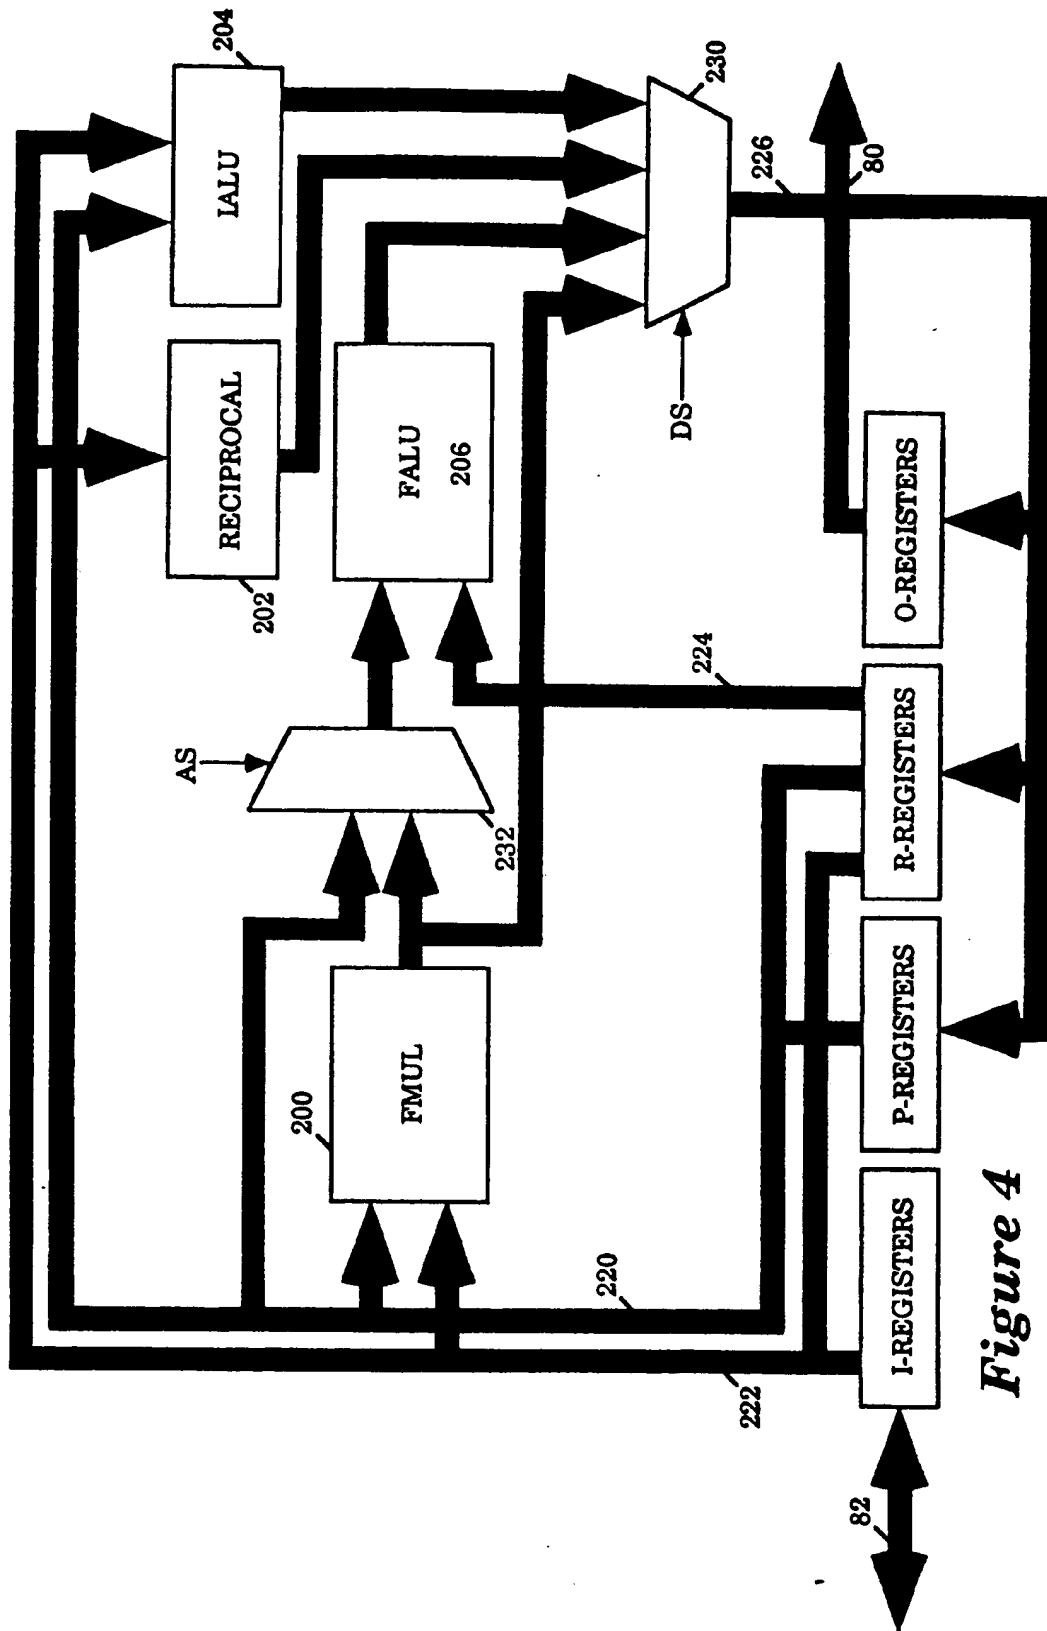 204
IALU
RECIPROCAL
202
FALU
206
230
226
80
DS
AS
232
224
200
FMUL
220
222
O-REGISTERS
R-REGISTERS
P-REGISTERS
I-REGISTERS
82
Figure 4